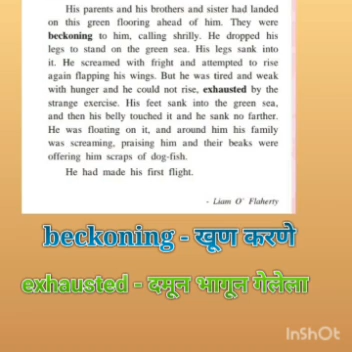 His parents and his brothers and sister had landed
on this green flooring ahead of him. They were
beckoning to him, calling shrilly. He dropped his
legs to stand on the green sea. His legs sank into
it. He screamed with fright and attempted to rise
again flapping his wings. But he was tired and weak
with hunger and he could not rise, exhausted by the
strange exercise. His feet sank into the green sea,
and then his belly touched it and he sank no farther.
He was floating on it, and around him his family
was screaming, praising him and their beaks were
offering him scraps of dog-fish.
He had made his first flight.
- Liam O' Flaherty
beckoning - खूण करणे
exhausted - दमून भागून गेलेला
InShOt